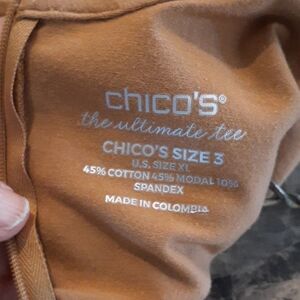 chico's®
the ultimate tee
CHICO'S SIZE 3
U.S. SIZE XL
45% COTTON 45% MODAL 10%
SPANDEX
MADE IN COLOMBIA